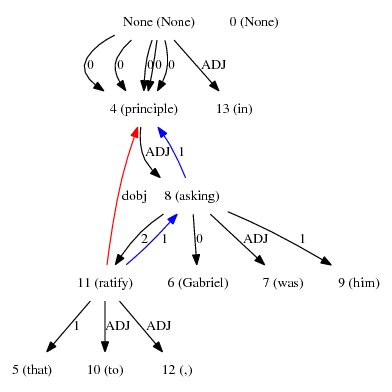 None (None) 0 (None)
0 0 0 0 0 ADJ
4 (principle) 13 (in)
ADJ 1
dobj 8 (asking)
2 1 0 ADJ 1
11 (ratify) 6 (Gabriel) 7 (was) 9 (him)
1 ADJ ADJ
5 (that) 10 (to) 12 (,)